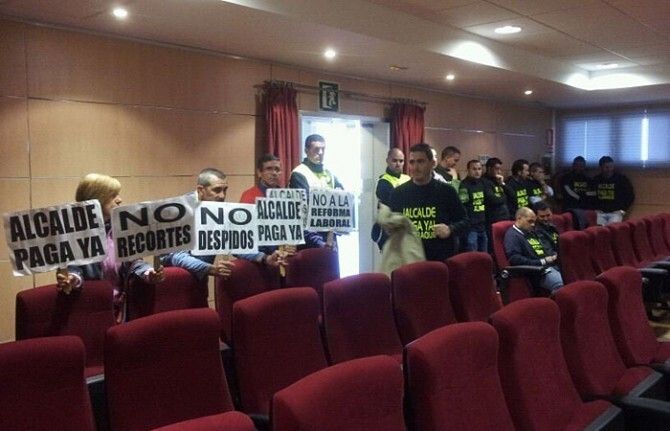 ALCALDE
PAGA YA
NO
RECORTES
NO
DESPIDOS
ALCALDE
PAGA YA
NO A LA
REFORMA
LABORAL
ALCALDE
PAGA YA!